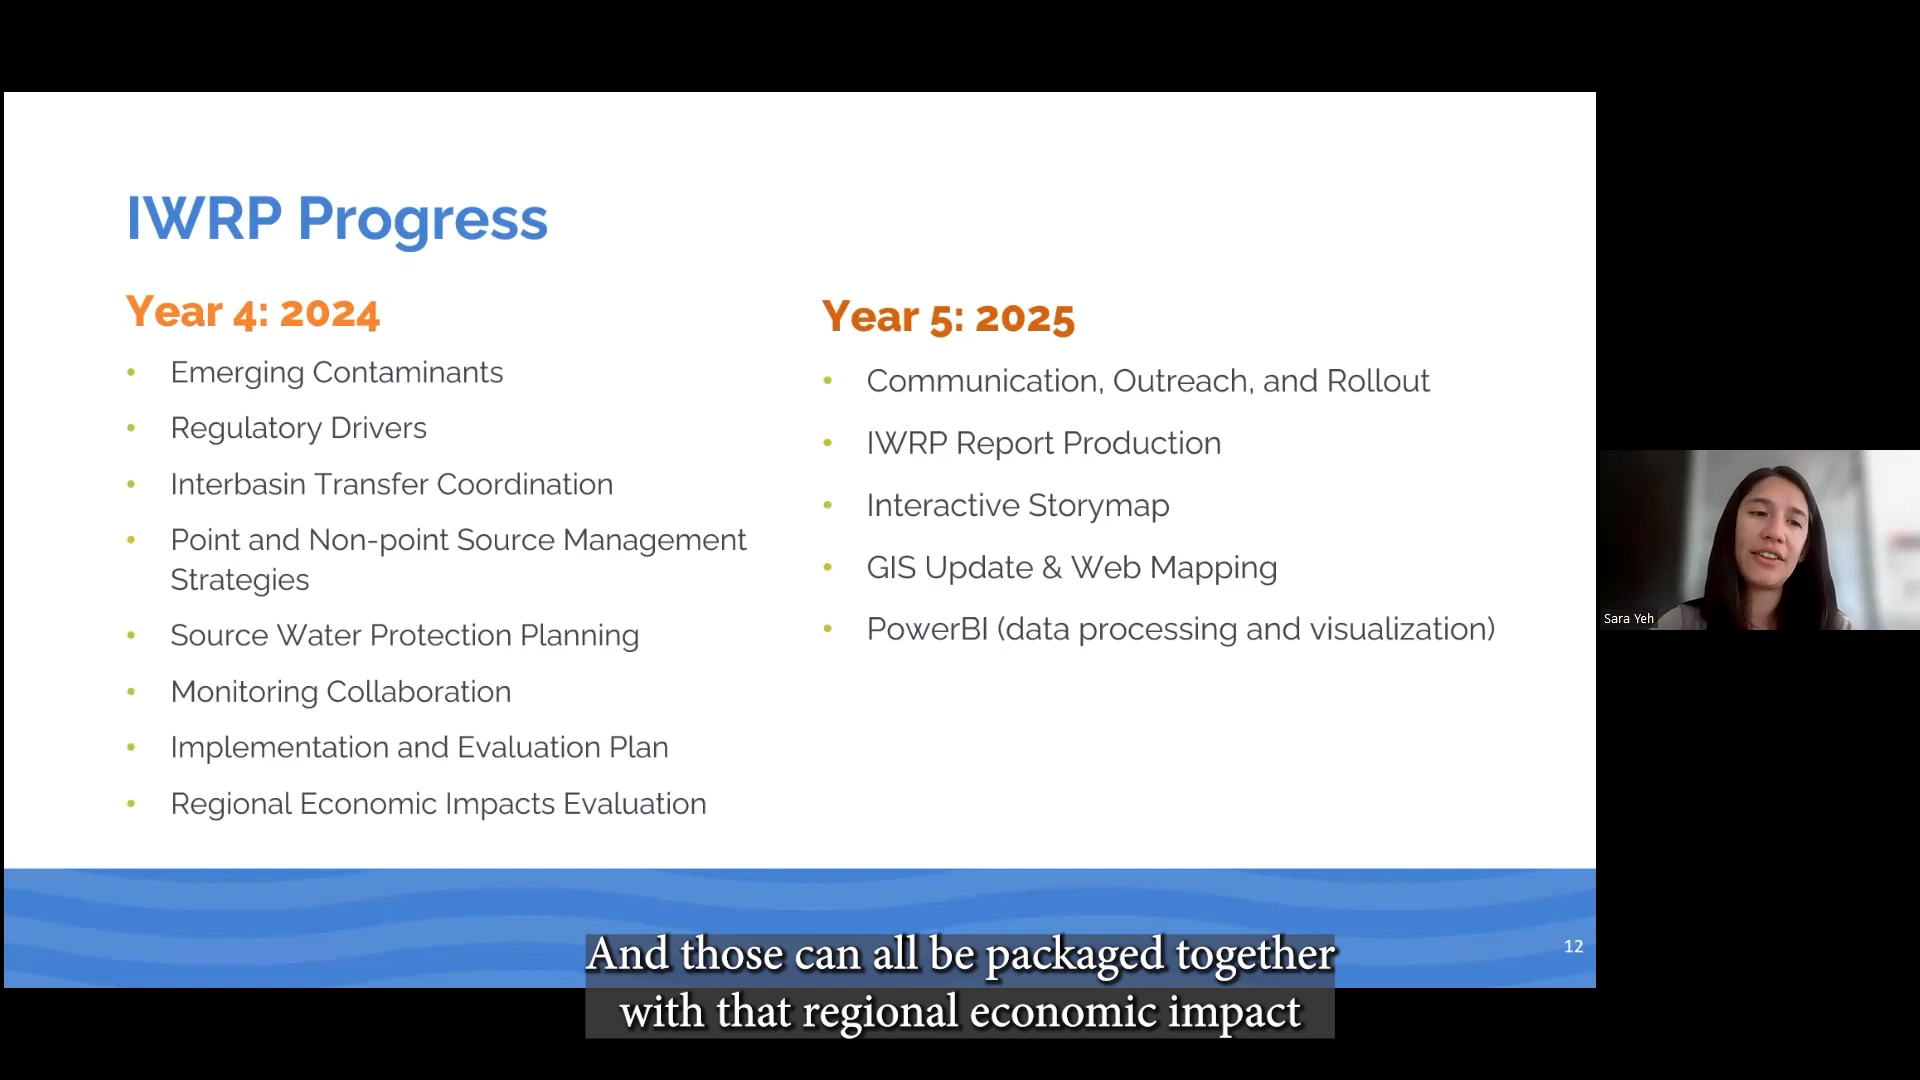 IWRP Progress
Year 4: 2024
• Emerging Contaminants
• Regulatory Drivers
• Interbasin Transfer Coordination
• Point and Non-point Source Management
Strategies
• Source Water Protection Planning
• Monitoring Collaboration
• Implementation and Evaluation Plan
• Regional Economic Impacts Evaluation
Year 5: 2025
• Communication, Outreach, and Rollout
• IWRP Report Production
• Interactive Storymap
• GIS Update & Web Mapping
• PowerBI (data processing and visualization)
Sara Yeh
12
And those can all be packaged together
with that regional economic impact